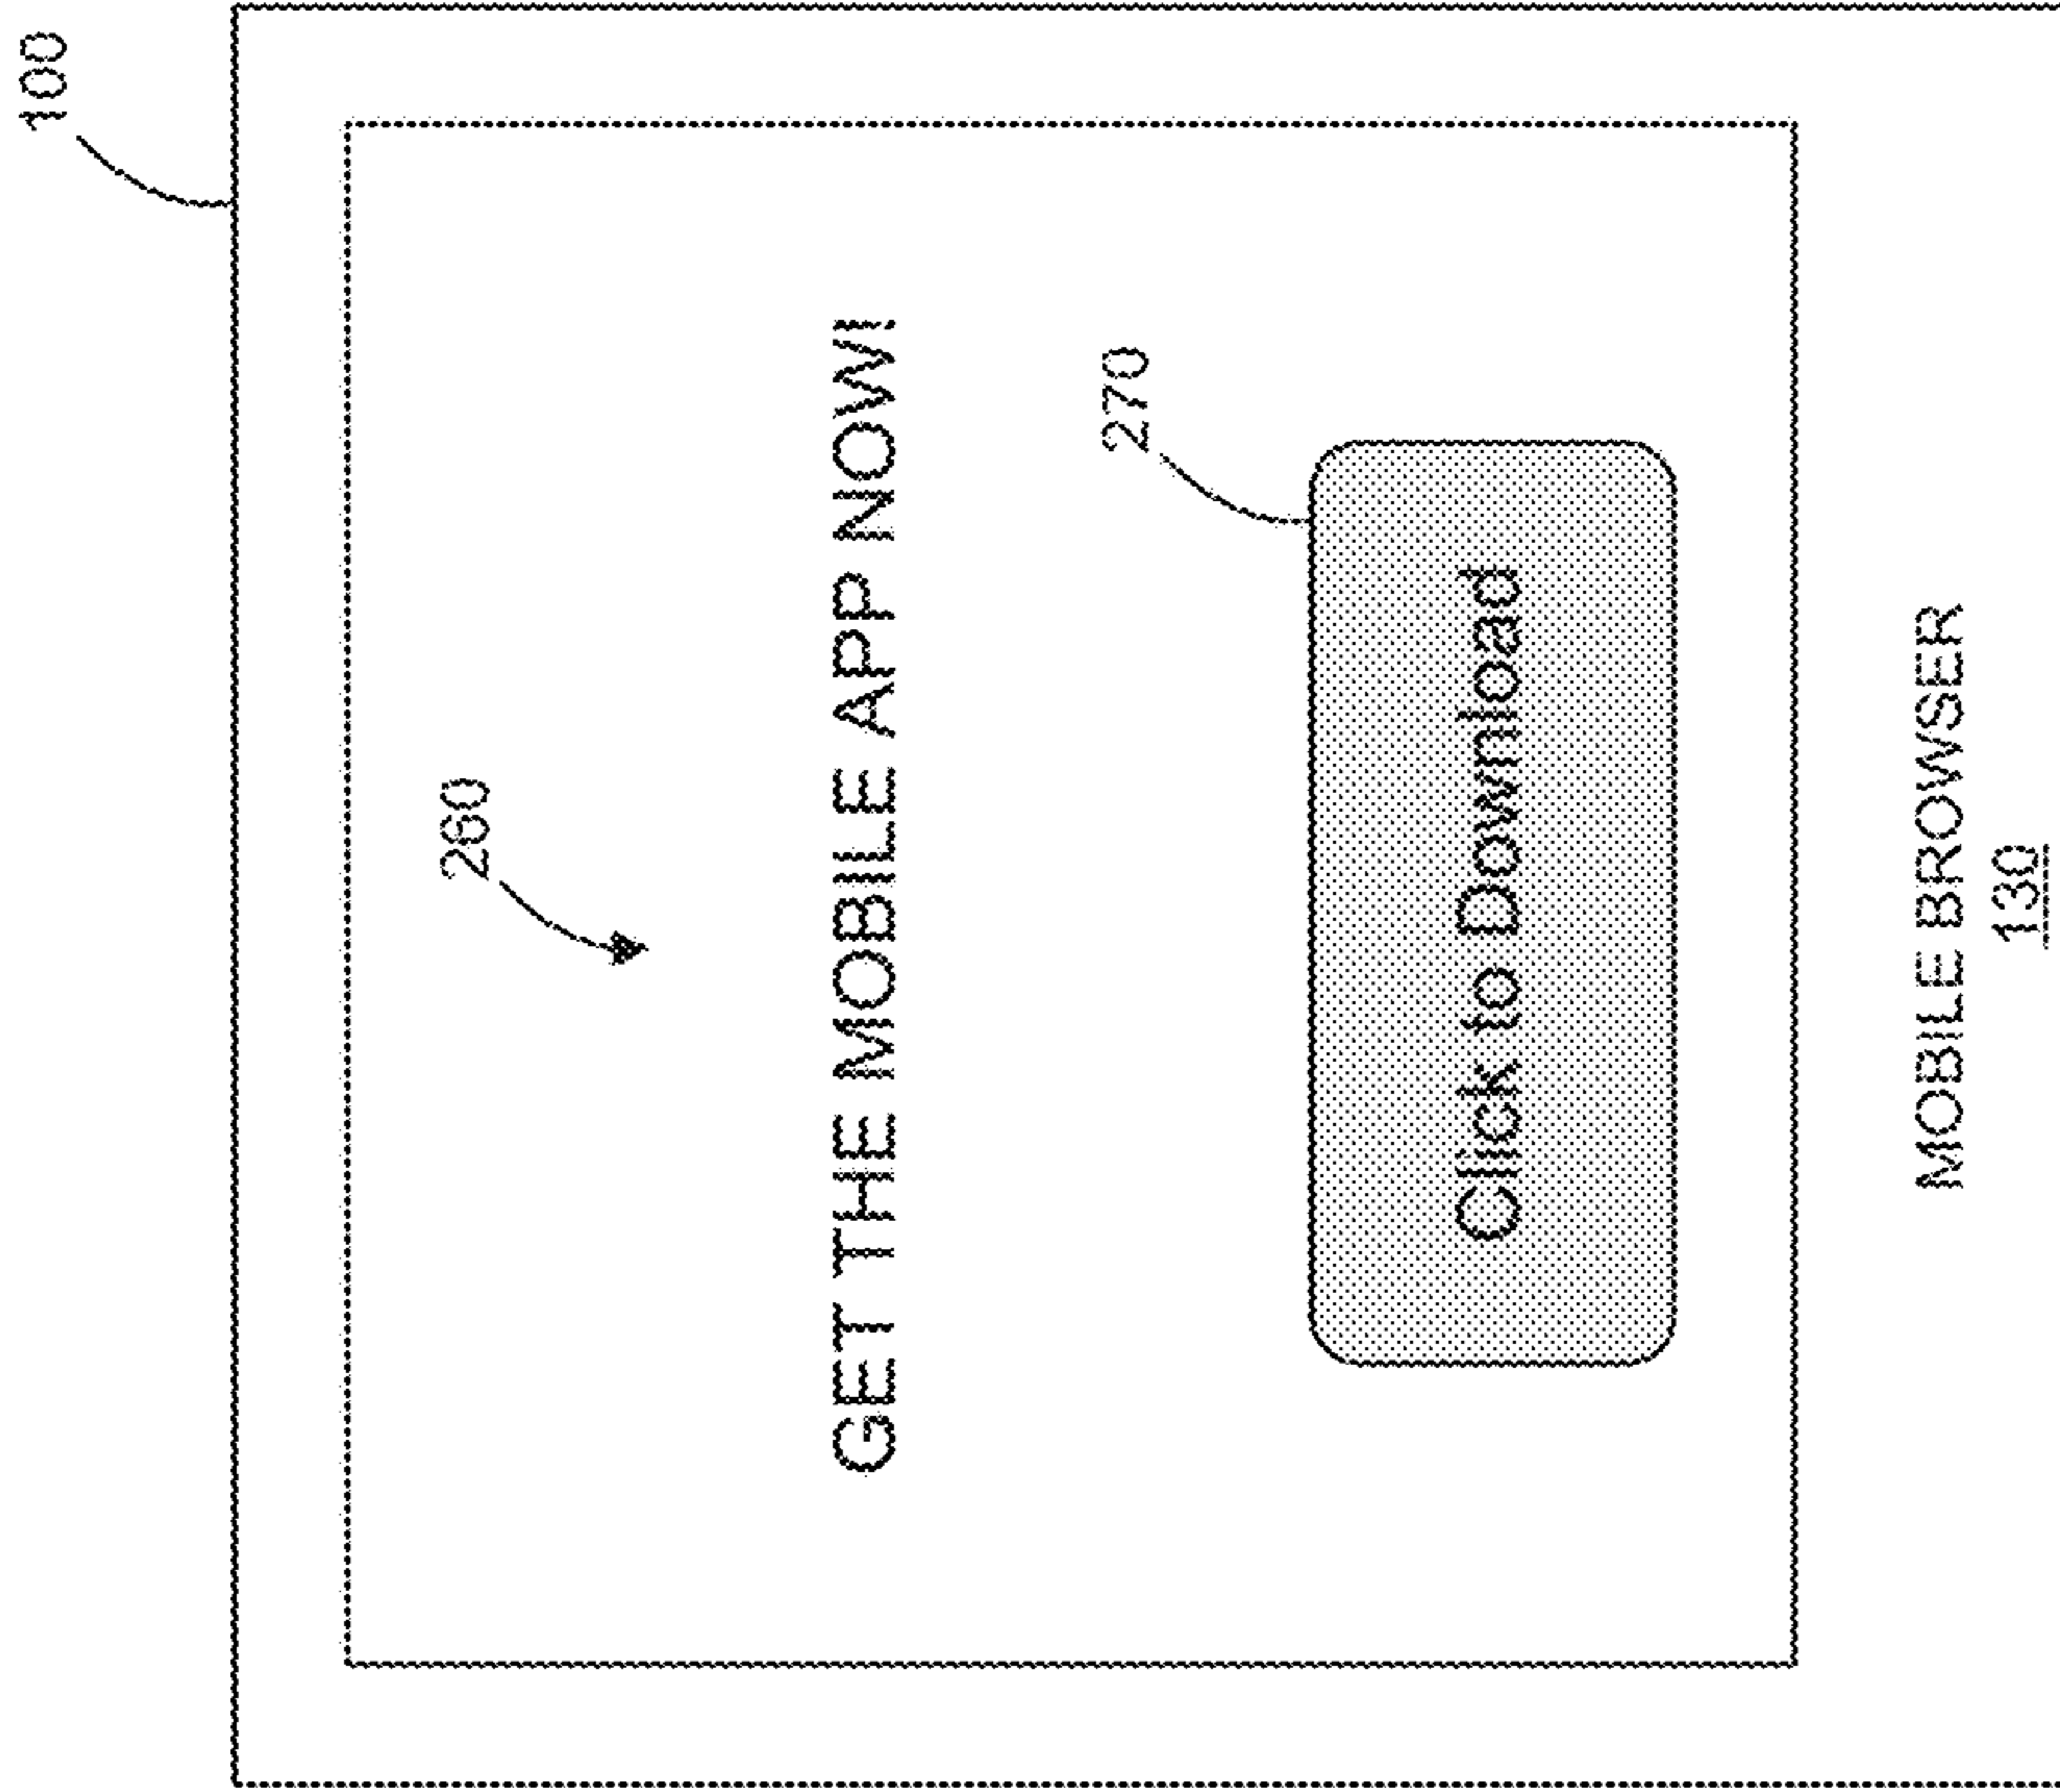 100
260
GET THE MOBILE APP NOW!
270
Click to Download
MOBILE BROWSER
130